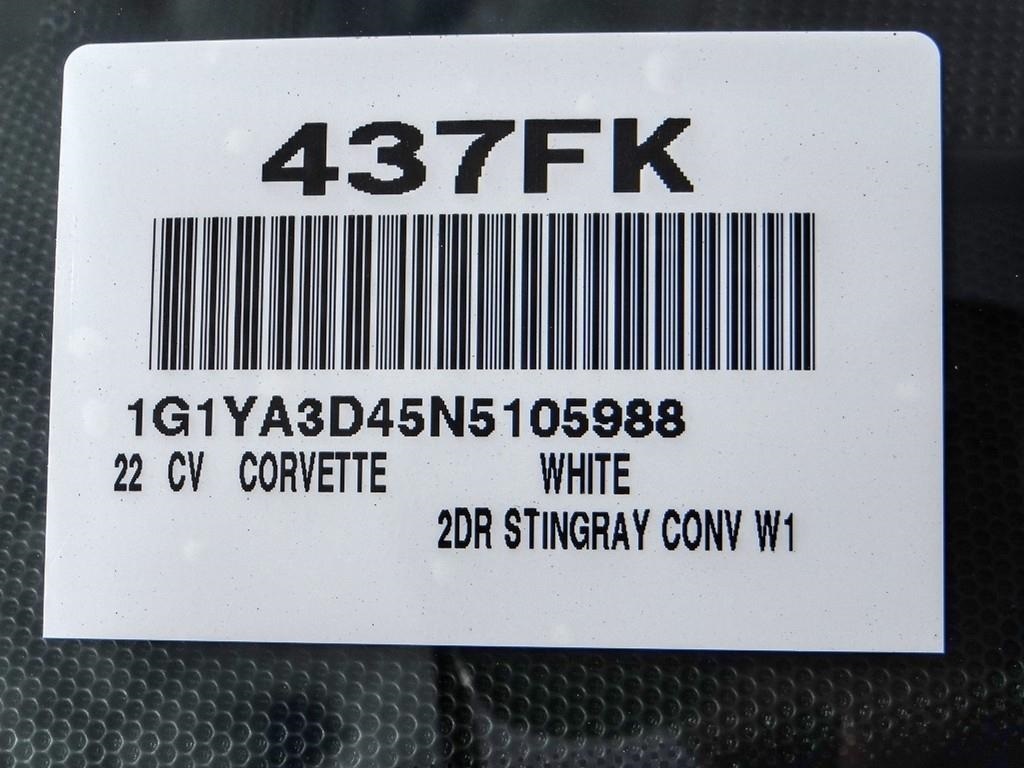 437FK
1G1YA3D45N5105988
22 CV CORVETTE WHITE
2DR STINGRAY CONV W1